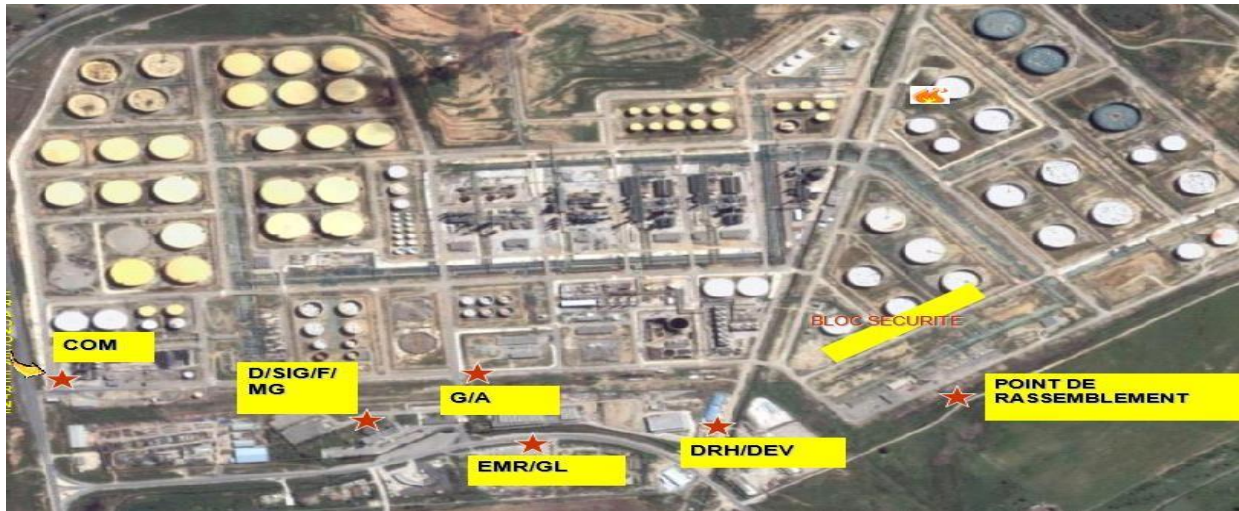 BLOC SECURITE
COM
D/SIG/F/
MG
G/A
POINT DE
RASSEMBLEMENT
DRH/DEV
EMR/GL